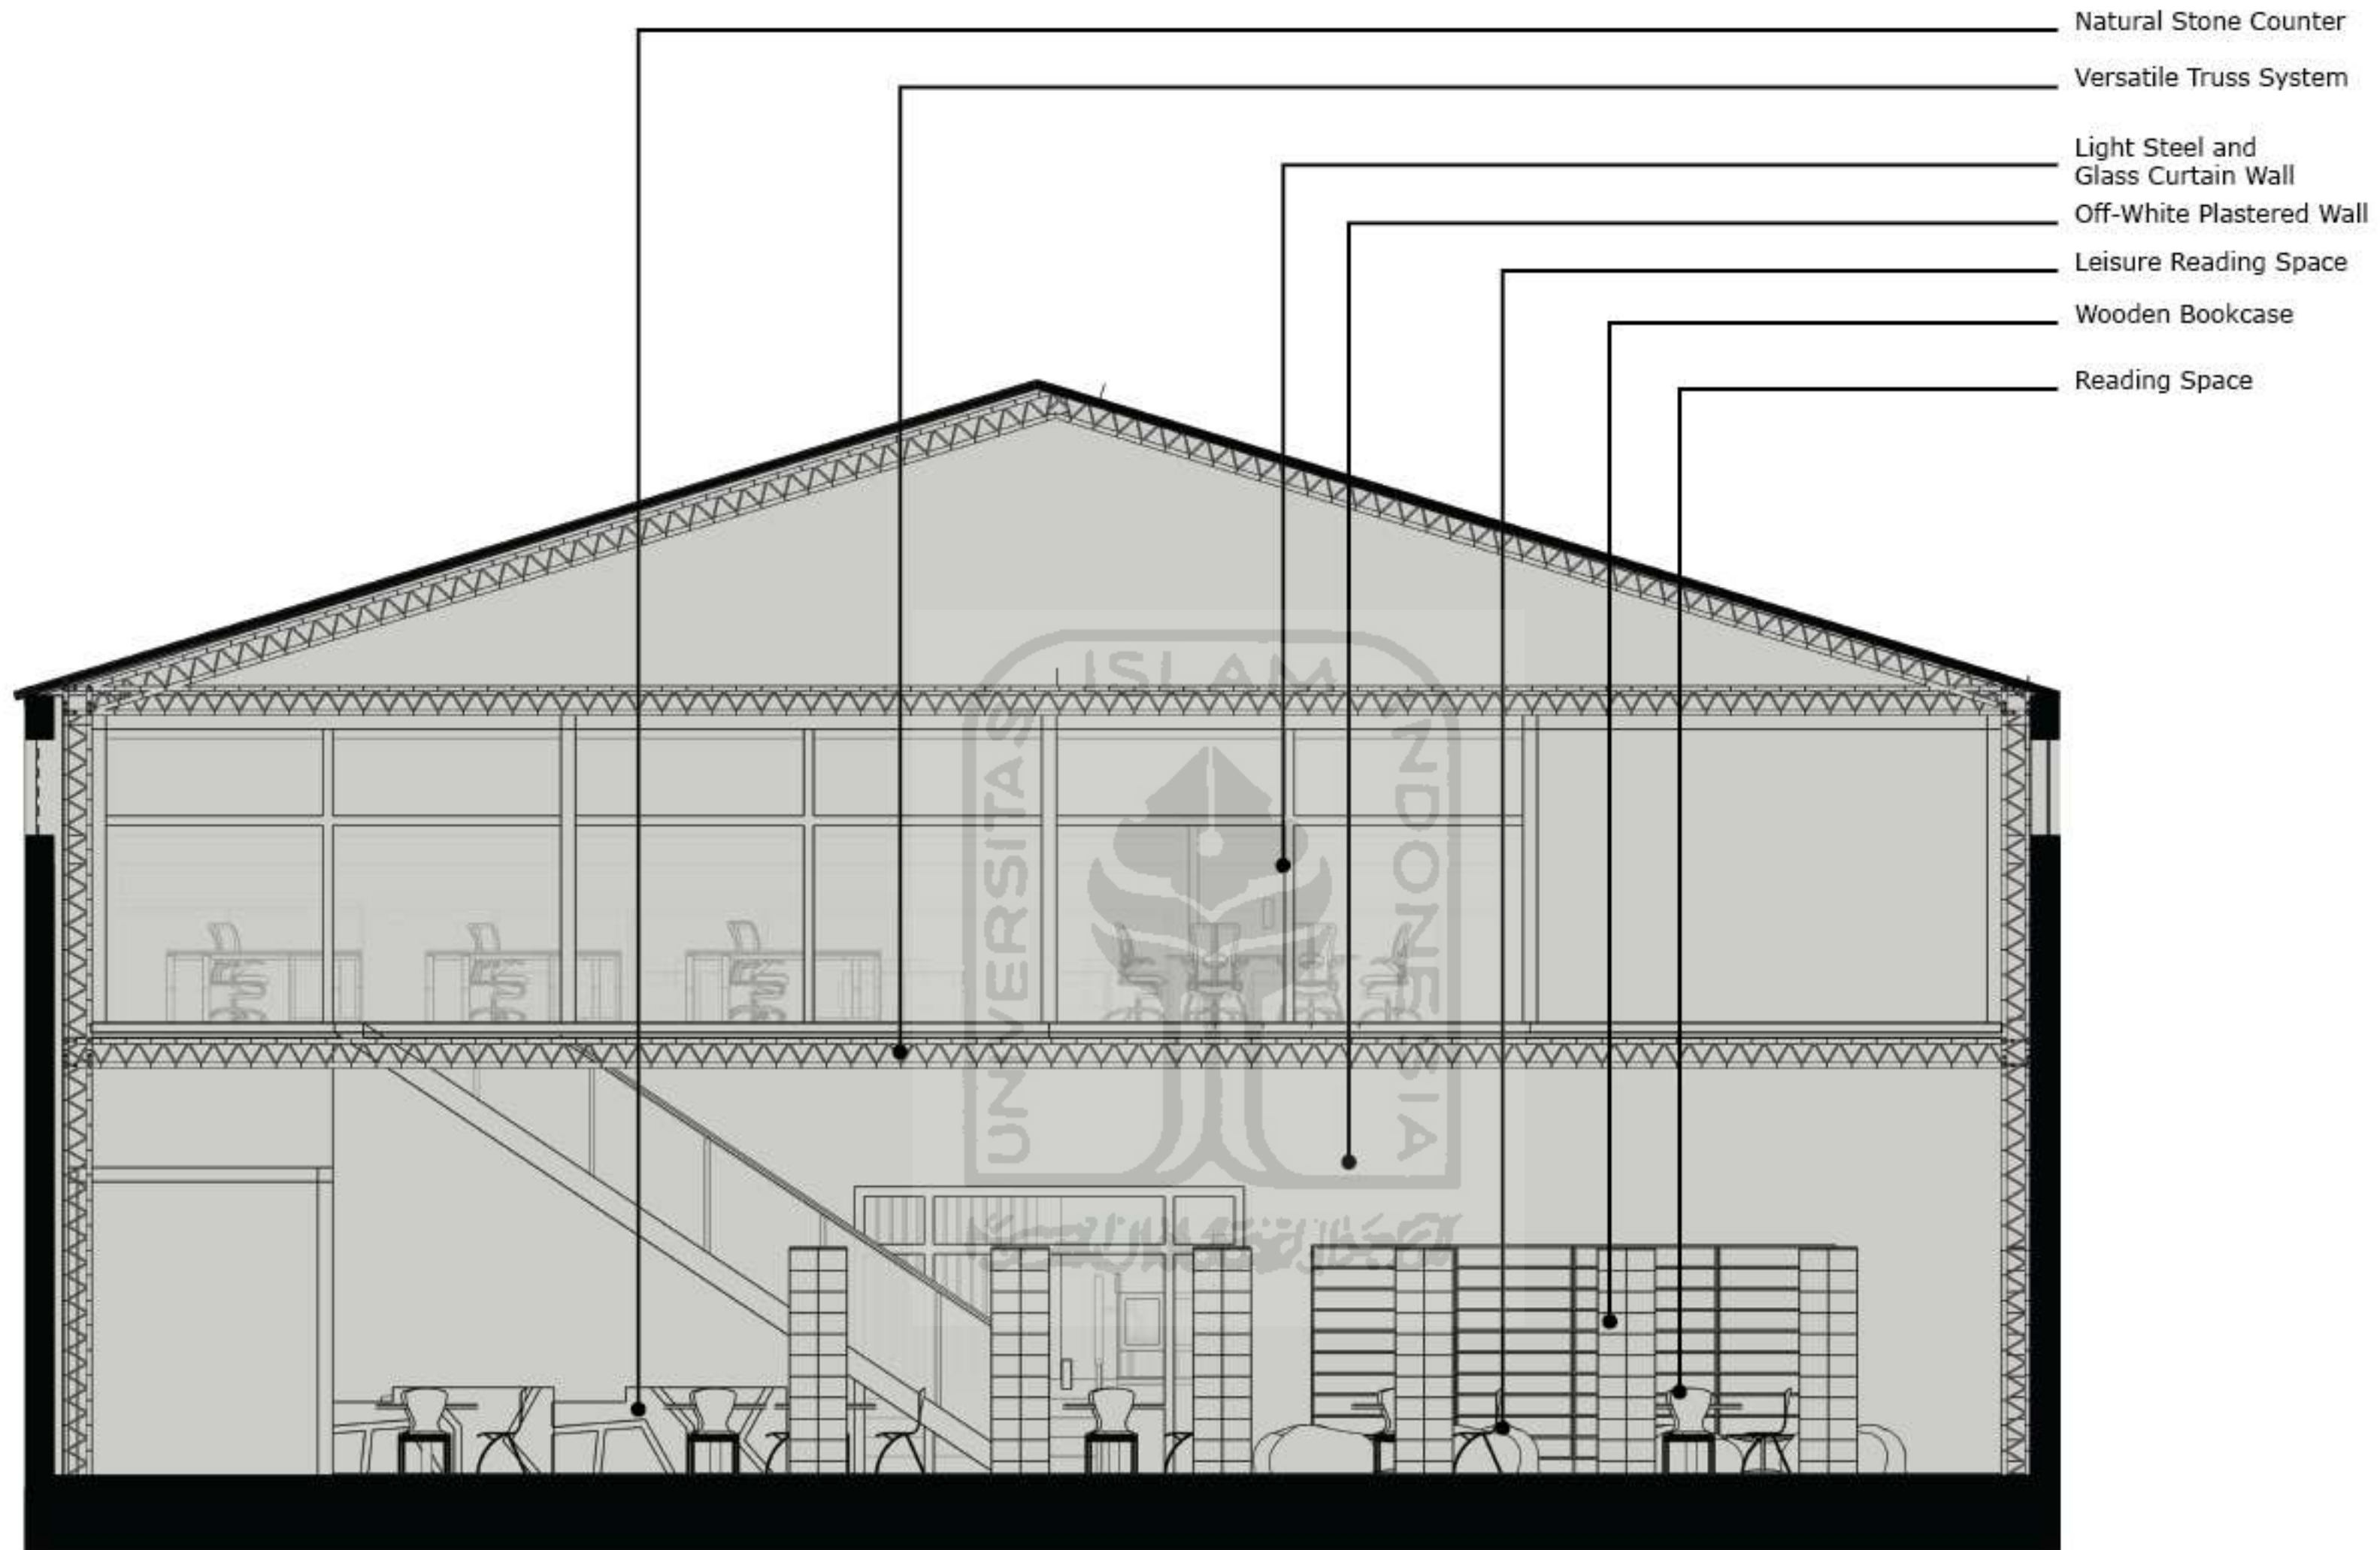 Natural Stone Counter
Versatile Truss System
Light Steel and
Glass Curtain Wall
Off-White Plastered Wall
Leisure Reading Space
Wooden Bookcase
Reading Space
ISLAM
UNIVERSITAS
INDONESIA